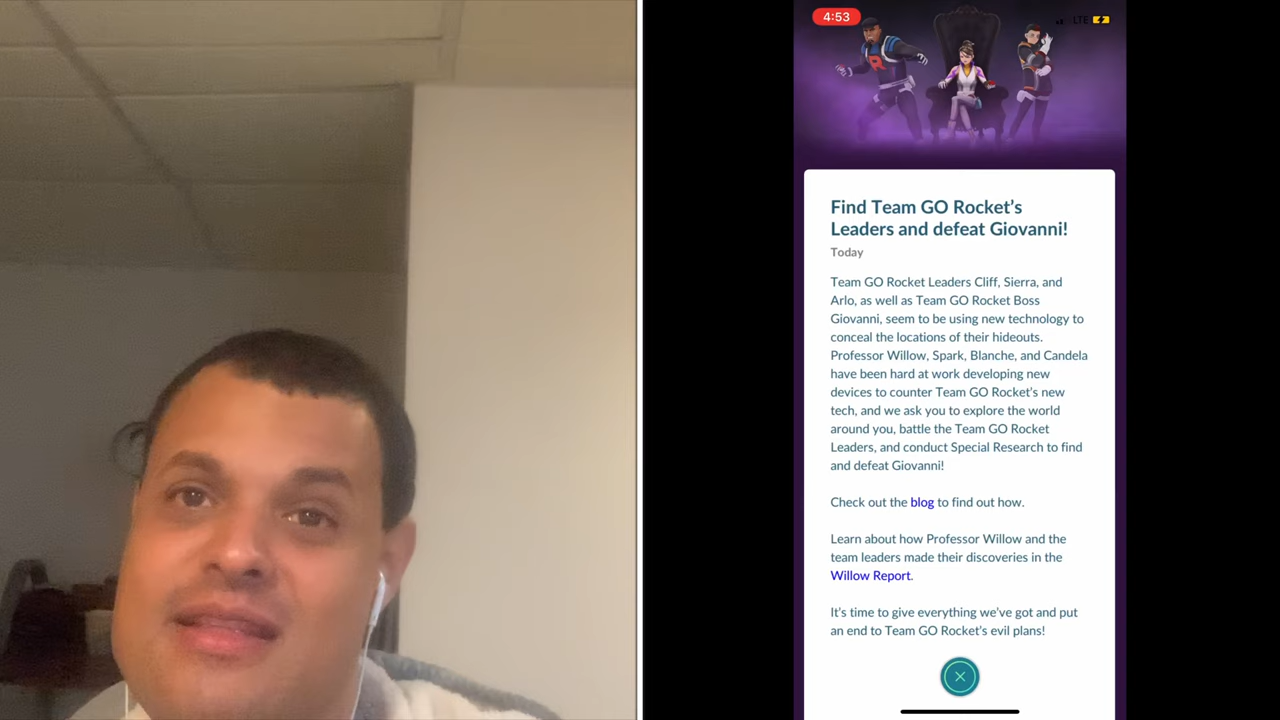 4:53
LTE
R
Find Team GO Rocket's
Leaders and defeat Giovanni!
Today
Team GO Rocket Leaders Cliff, Sierra, and
Arlo, as well as Team GO Rocket Boss
Giovanni, seem to be using new technology to
conceal the locations of their hideouts.
Professor Willow, Spark, Blanche, and Candela
have been hard at work developing new
devices to counter Team GO Rocket's new
tech, and we ask you to explore the world
around you, battle the Team GO Rocket
Leaders, and conduct Special Research to find
and defeat Giovanni!
Check out the blog to find out how.
Learn about how Professor Willow and the
team leaders made their discoveries in the
Willow Report.
It's time to give everything we've got and put
an end to Team GO Rocket's evil plans!